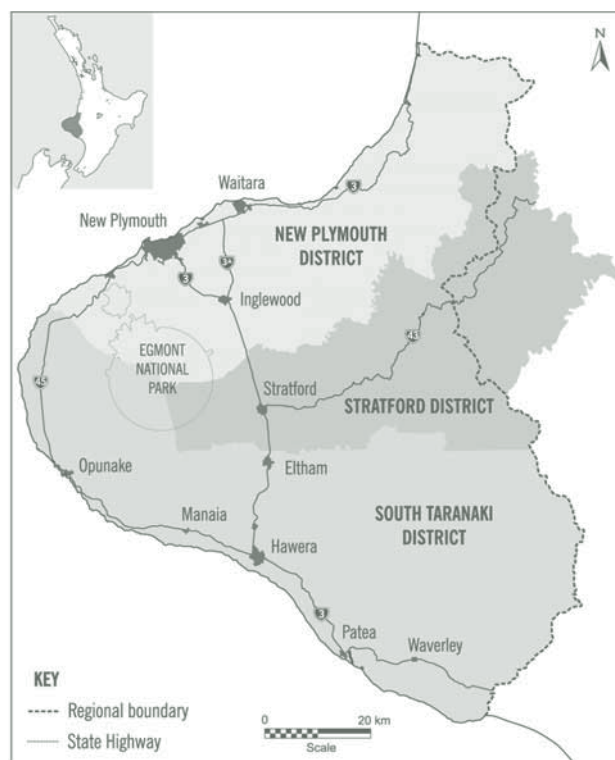 N
Waitara
3
New Plymouth
NEW PLYMOUTH
DISTRICT
3
Inglewood
EGMONT
NATIONAL
PARK
43
45
Stratford
STRATFORD DISTRICT
Opunake
Eltham
Manaia
SOUTH TARANAKI
DISTRICT
Hawera
3
Patea
Waverley
KEY
Regional boundary
State Highway
0
20 km
Scale